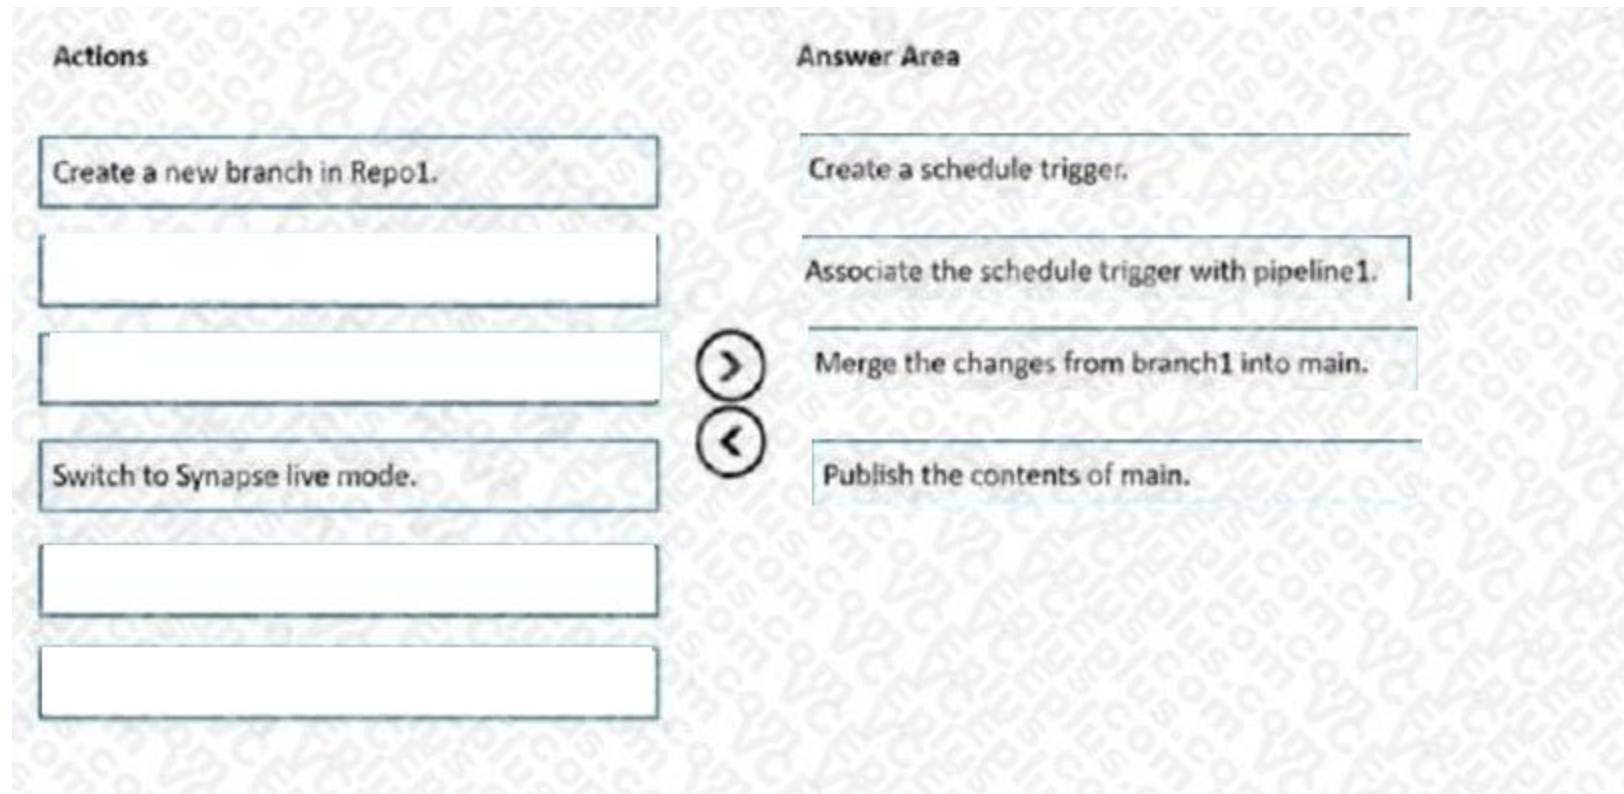 Actions
Answer Area
Create a new branch in Repo1.
Create a schedule trigger.
Associate the schedule trigger with pipeline1.
Merge the changes from branch1 into main.
Switch to Synapse live mode.
Publish the contents of main.